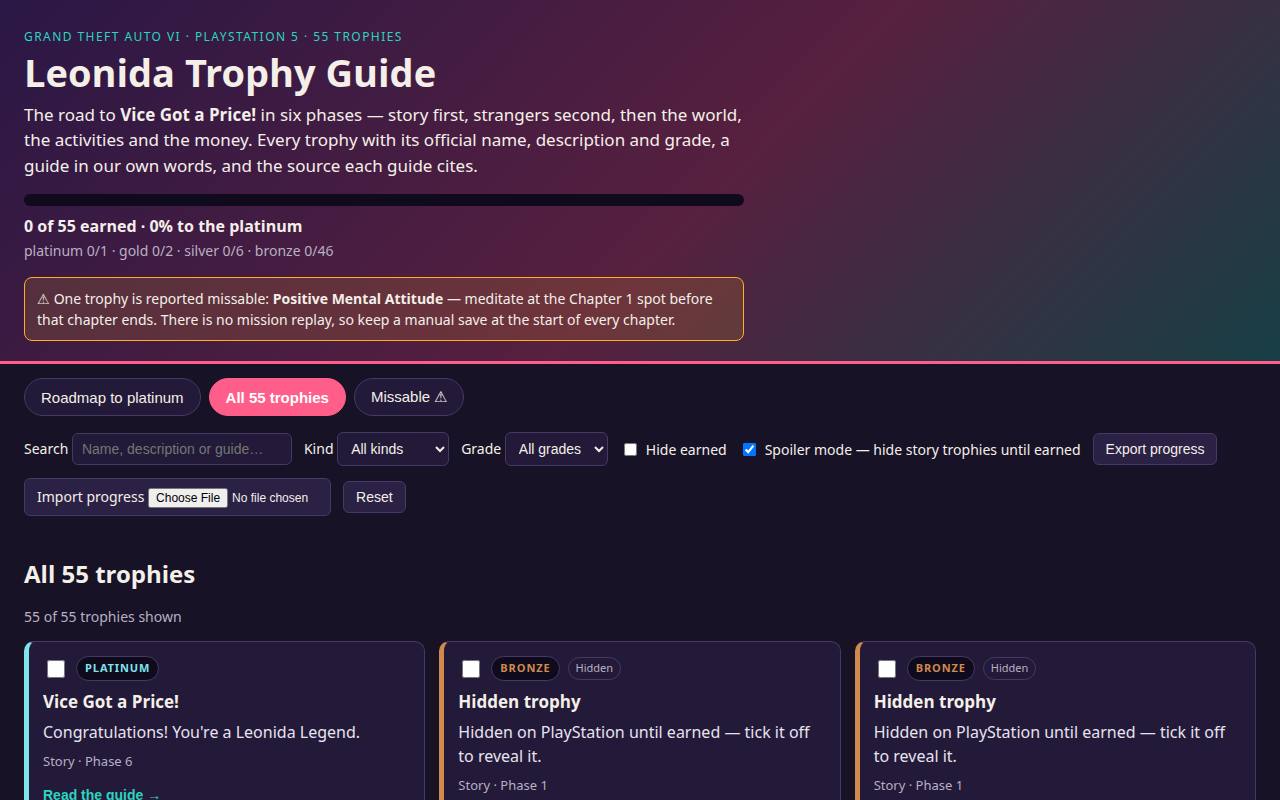 GRAND THEFT AUTO VI · PLAYSTATION 5 · 55 TROPHIES
Leonida Trophy Guide
The road to Vice Got a Price! in six phases — story first, strangers second, then the world,
the activities and the money. Every trophy with its official name, description and grade, a
guide in our own words, and the source each guide cites.
0 of 55 earned · 0% to the platinum
platinum 0/1 · gold 0/2 · silver 0/6 · bronze 0/46
⚠ One trophy is reported missable: Positive Mental Attitude — meditate at the Chapter 1 spot before
that chapter ends. There is no mission replay, so keep a manual save at the start of every chapter.
Roadmap to platinum
All 55 trophies
Missable ⚠
Search Name, description or guide… Kind All kinds Grade All grades Hide earned Spoiler mode — hide story trophies until earned Export progress
Import progress Choose File No file chosen Reset
All 55 trophies
55 of 55 trophies shown
PLATINUM
Vice Got a Price!
Congratulations! You're a Leonida Legend.
Story · Phase 6
Read the guide →
BRONZE Hidden
Hidden trophy
Hidden on PlayStation until earned — tick it off
to reveal it.
Story · Phase 1
BRONZE Hidden
Hidden trophy
Hidden on PlayStation until earned — tick it off
to reveal it.
Story · Phase 1